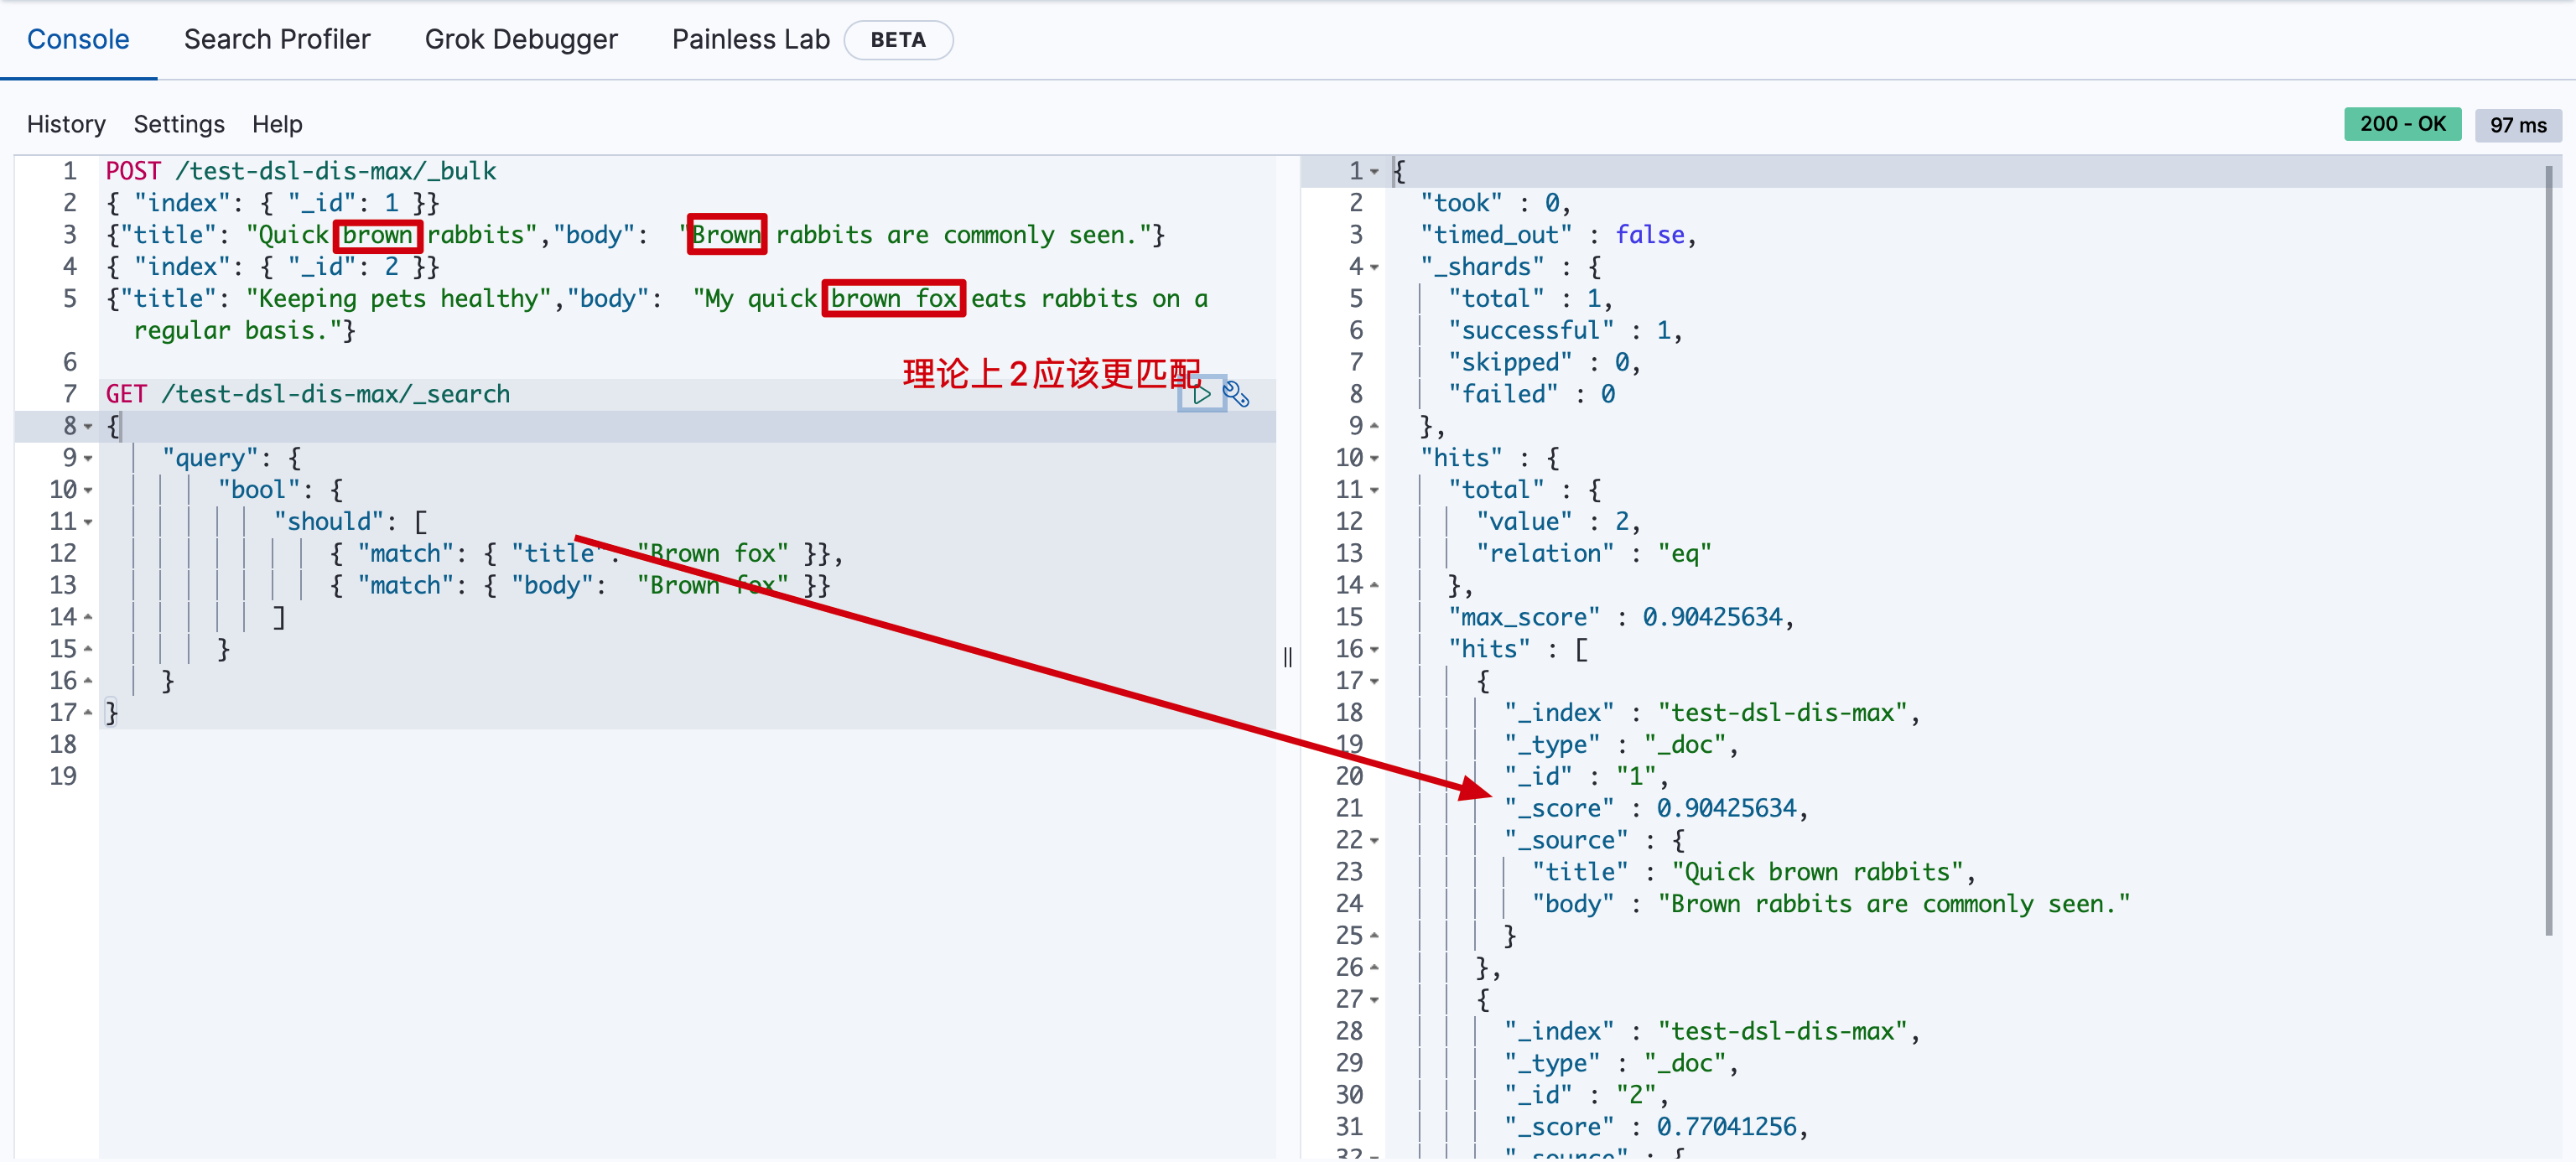 Console Search Profiler Grok Debugger Painless Lab BETA
History Settings Help
200 - OK 97 ms
1 POST /test-dsl-dis-max/_bulk
2 { "index": { "_id": 1 }}
3 {"title": "Quick brown rabbits","body":  "Brown rabbits are commonly seen."}
4 { "index": { "_id": 2 }}
5 {"title": "Keeping pets healthy","body":  "My quick brown fox eats rabbits on a
regular basis."}
6
理论上2应该更匹配
7 GET /test-dsl-dis-max/_search
8 {
9 "query": {
10 "bool": {
11 "should": [
12 { "match": { "title": "Brown fox" }},
13 { "match": { "body":  "Brown fox" }}
14 ]
15 }
16 }
17 }
18
19
1 {
2 "took" : 0,
3 "timed_out" : false,
4 "_shards" : {
5 "total" : 1,
6 "successful" : 1,
7 "skipped" : 0,
8 "failed" : 0
9 },
10 "hits" : {
11 "total" : {
12 "value" : 2,
13 "relation" : "eq"
14 },
15 "max_score" : 0.90425634,
16 "hits" : [
17 {
18 "_index" : "test-dsl-dis-max",
19 "_type" : "_doc",
20 "_id" : "1",
21 "_score" : 0.90425634,
22 "_source" : {
23 "title" : "Quick brown rabbits",
24 "body" : "Brown rabbits are commonly seen."
25 }
26 },
27 {
28 "_index" : "test-dsl-dis-max",
29 "_type" : "_doc",
30 "_id" : "2",
31 "_score" : 0.77041256,
32 "_source" : {